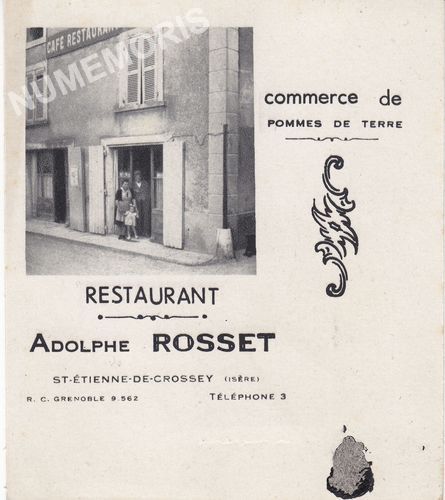 CAFE RESTAURANT
NUMEMORIS
commerce de
POMMES DE TERRE
RESTAURANT
ADOLPHE ROSSET
ST-ÉTIENNE-DE-CROSSEY (ISÈRE)
R. C. GRENOBLE 9.562 TÉLÉPHONE 3